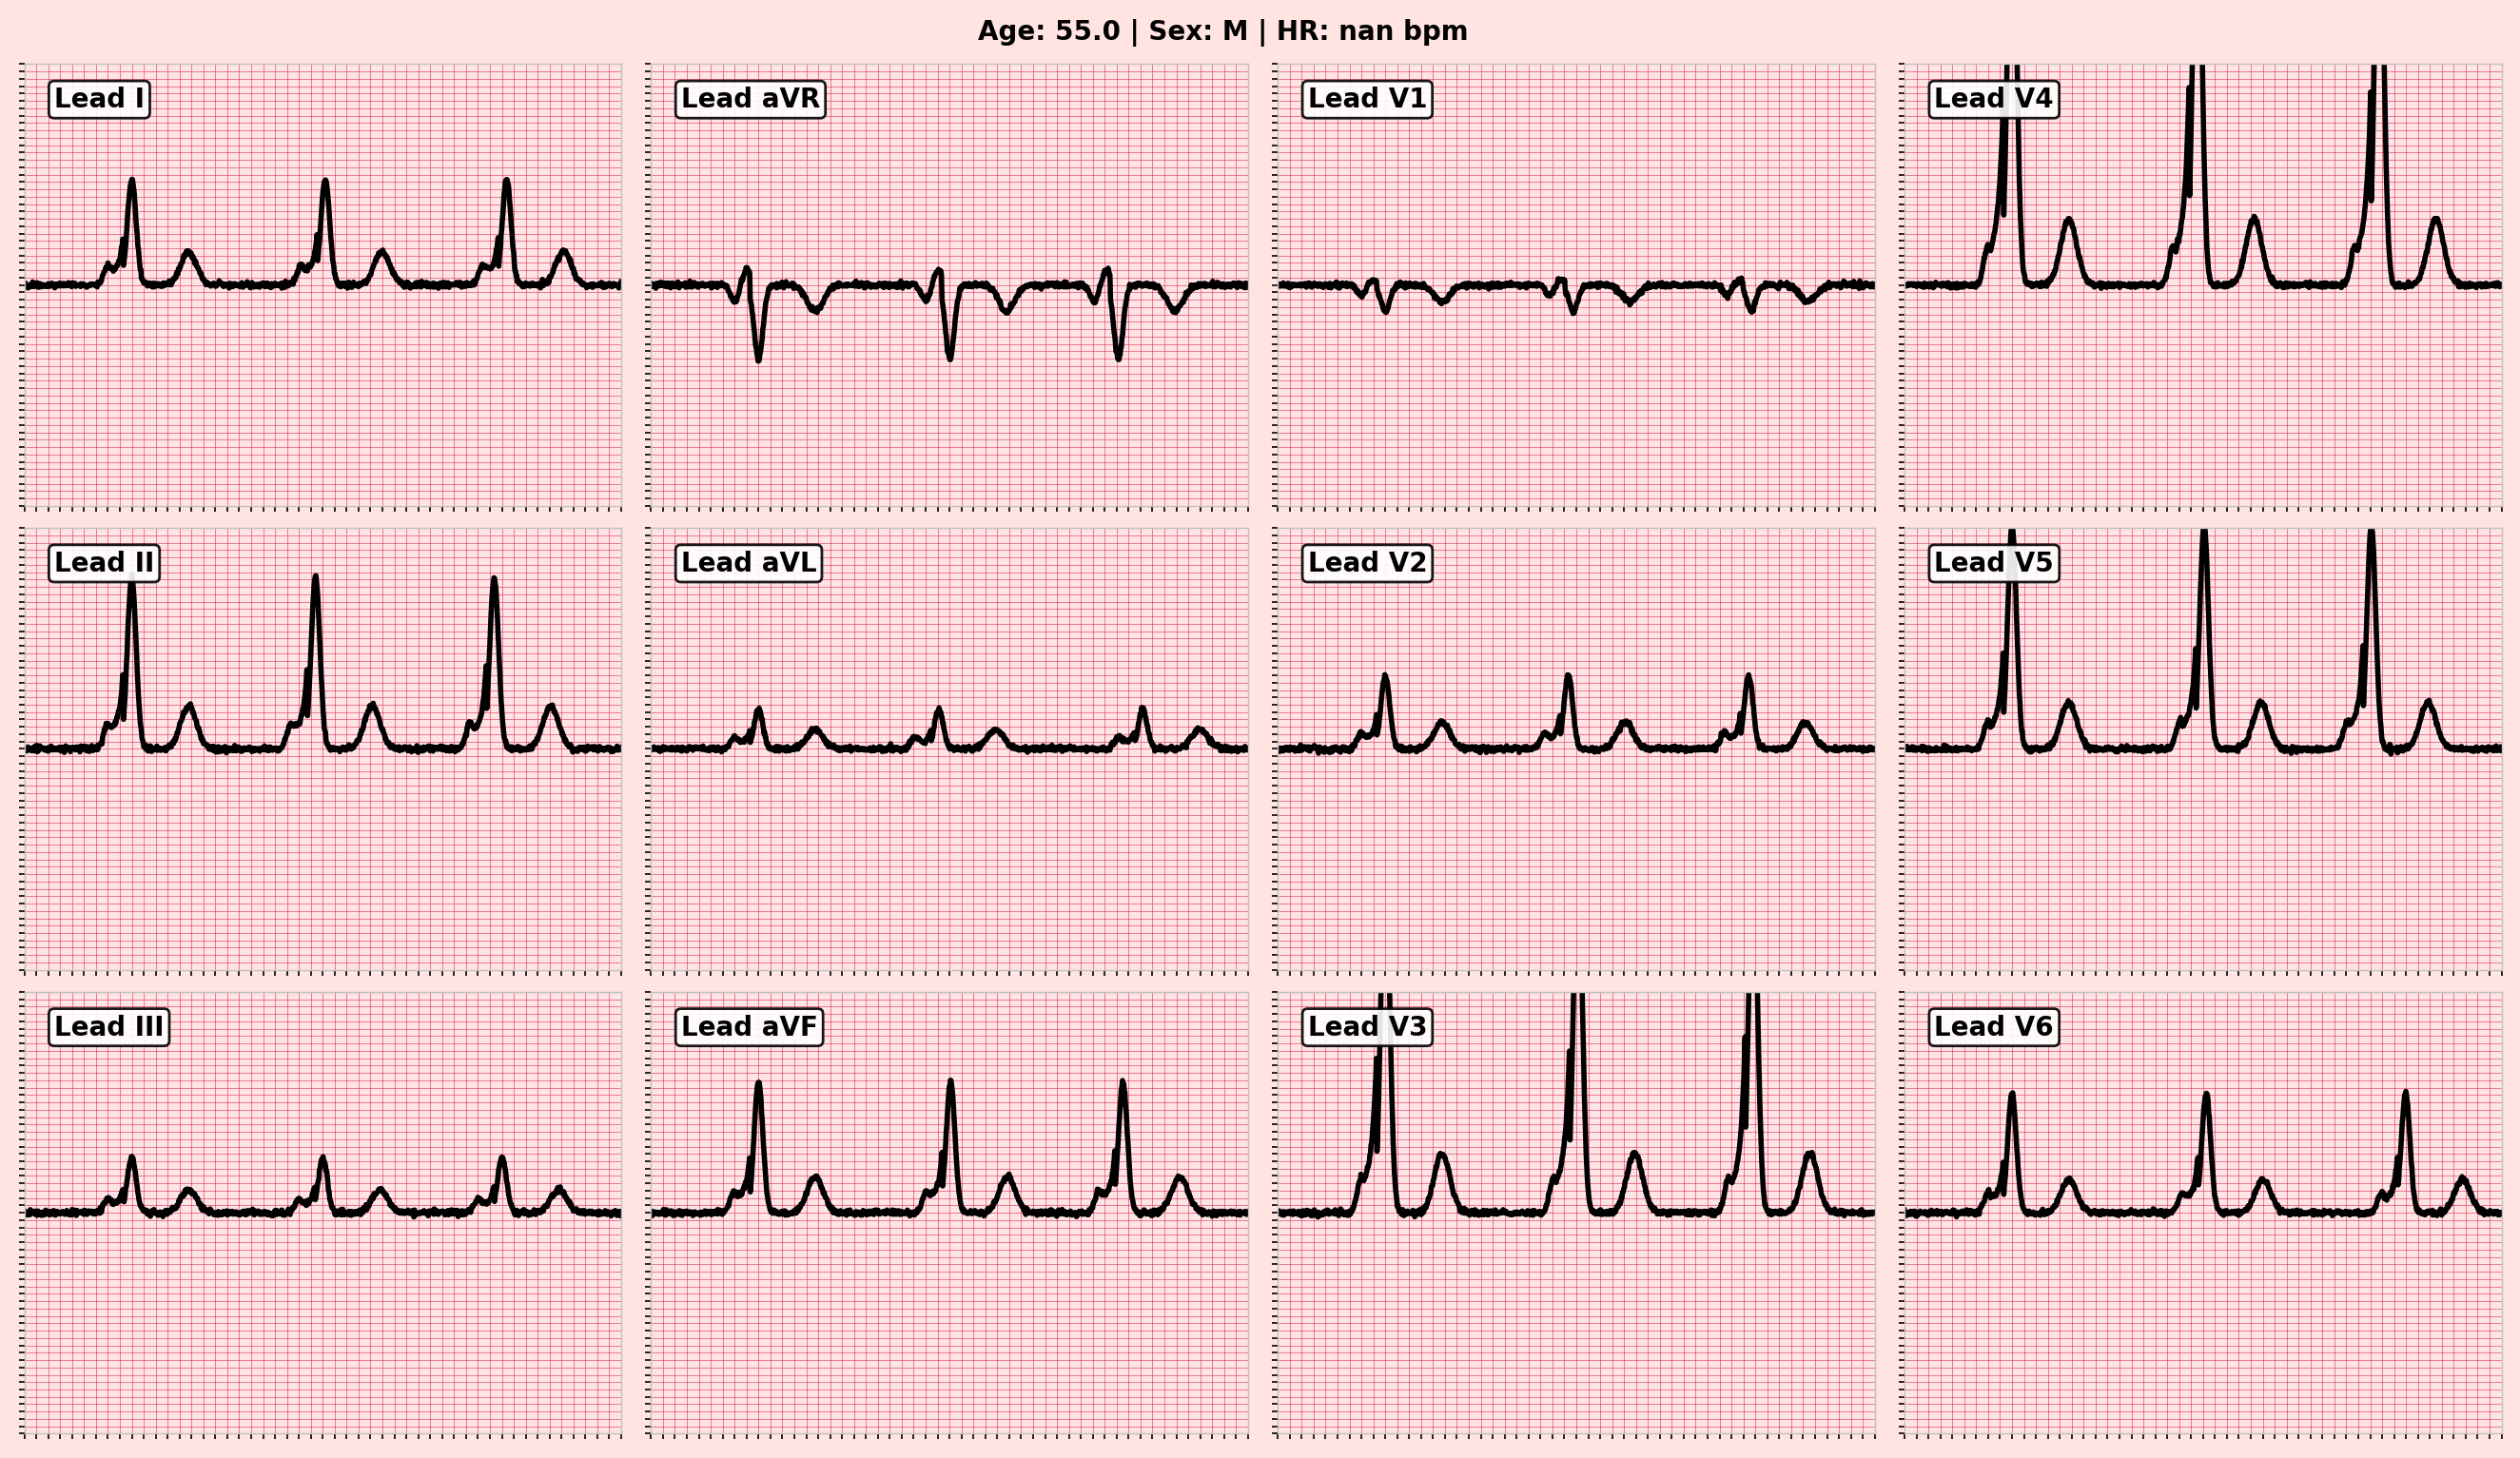 Age: 55.0 | Sex: M | HR: nan bpm
Lead I
Lead aVR
Lead V1
Lead V4
Lead II
Lead aVL
Lead V2
Lead V5
Lead III
Lead aVF
Lead V3
Lead V6